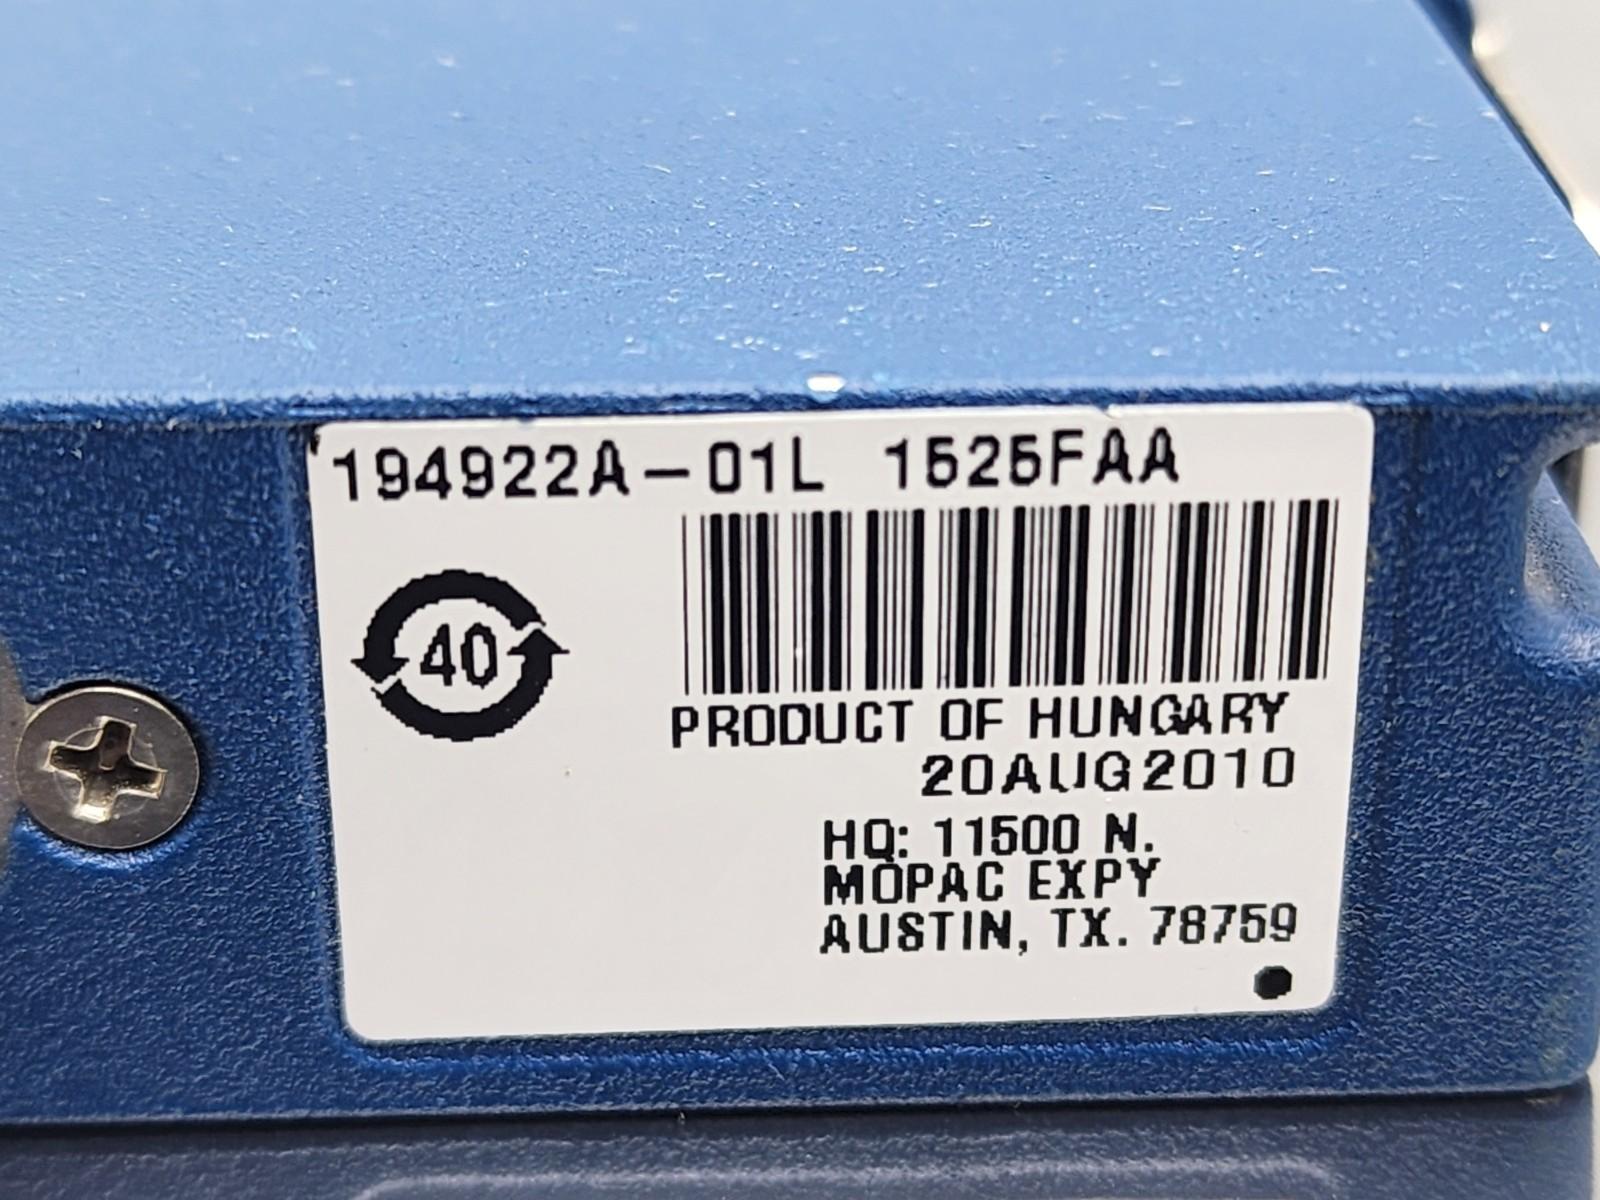 194922A-01L 1525FAA
40
PRODUCT OF HUNGARY
20AUG2010
HQ: 11500 N.
MOPAC EXPY
AUSTIN, TX. 78759